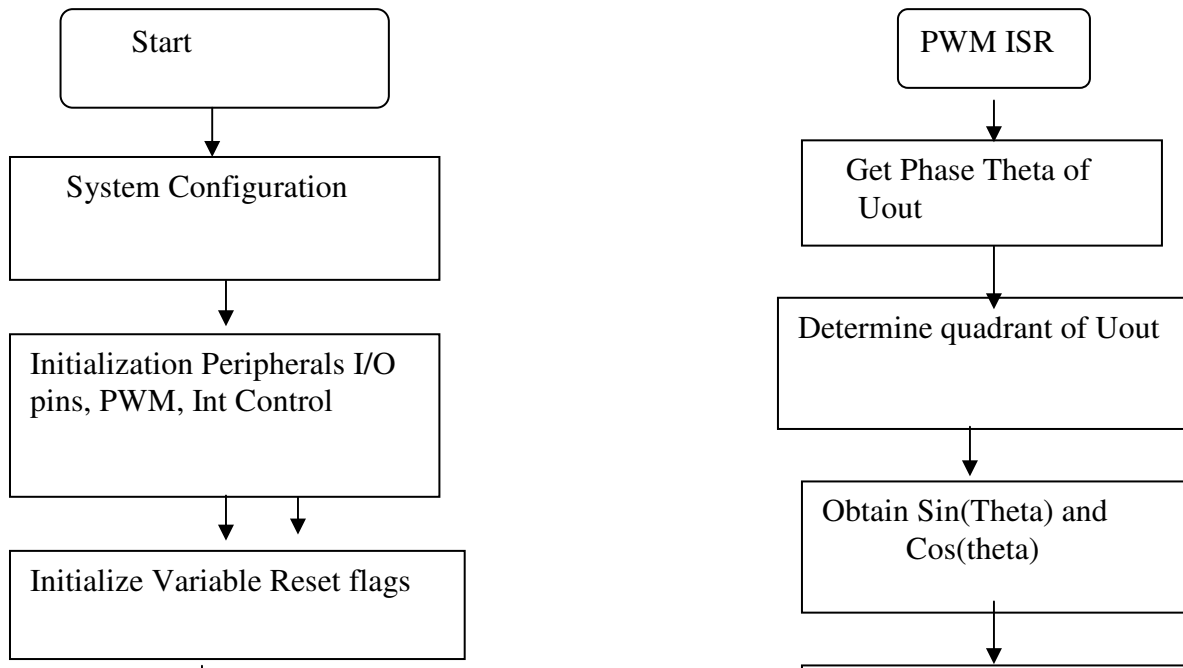 Start
System Configuration
Initialization Peripherals I/O
pins, PWM, Int Control
Initialize Variable Reset flags
PWM ISR
Get Phase Theta of
Uout
Determine quadrant of Uout
Obtain Sin(Theta) and
Cos(theta)